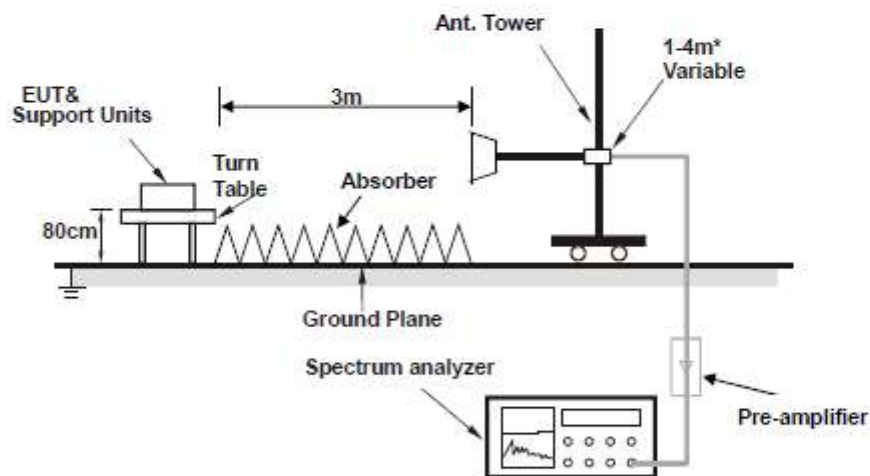 Ant. Tower
1-4m*
Variable
3m
EUT&
Support Units
Turn
Table
Absorber
80cm
Ground Plane
Spectrum analyzer
Pre-amplifier